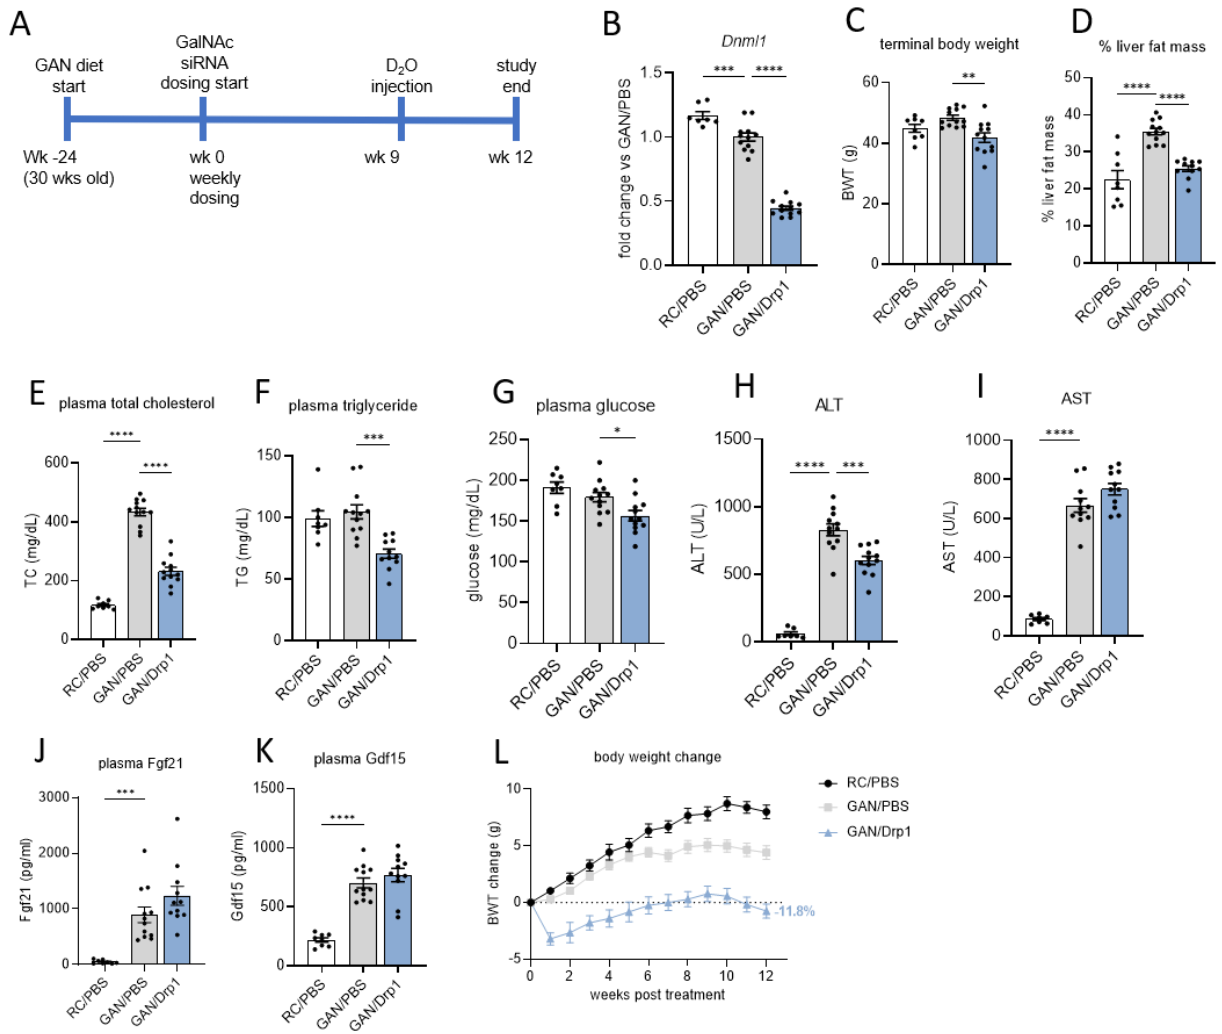 A
GAN diet
start
GalNAc
siRNA
dosing start
D₂O
injection
study
end
Wk -24
(30 wks old)
wk 0
weekly
dosing
wk 9
wk 12
B
Dnml1
*** ****
fold change vs GAN/PBS
1.5
1.0
0.5
0.0
RC/PBS
GAN/PBS
GAN/Drp1
C
terminal body weight
**
BWT (g)
60
40
20
0
RC/PBS
GAN/PBS
GAN/Drp1
D
% liver fat mass
**** ****
% liver fat mass
50
40
30
20
10
0
RC/PBS
GAN/PBS
GAN/Drp1
E
plasma total cholesterol
****
****
TC (mg/dL)
600
400
200
0
RC/PBS
GAN/PBS
GAN/Drp1
F
plasma triglyceride
***
TG (mg/dL)
150
100
50
0
RC/PBS
GAN/PBS
GAN/Drp1
G
plasma glucose
*
glucose (mg/dL)
250
200
150
100
50
0
RC/PBS
GAN/PBS
GAN/Drp1
H
ALT
**** ***
ALT (U/L)
1500
1000
500
0
RC/PBS
GAN/PBS
GAN/Drp1
I
AST
****
AST (U/L)
1000
800
600
400
200
0
RC/PBS
GAN/PBS
GAN/Drp1
J
plasma Fgf21
***
Fgf21 (pg/ml)
3000
2000
1000
0
RC/PBS
GAN/PBS
GAN/Drp1
K
plasma Gdf15
****
Gdf15 (pg/ml)
1500
1000
500
0
RC/PBS
GAN/PBS
GAN/Drp1
L
body weight change
BWT change (g)
10
5
0
-5
0 2 4 6 8 10 12
weeks post treatment
-11.8%
RC/PBS
GAN/PBS
GAN/Drp1